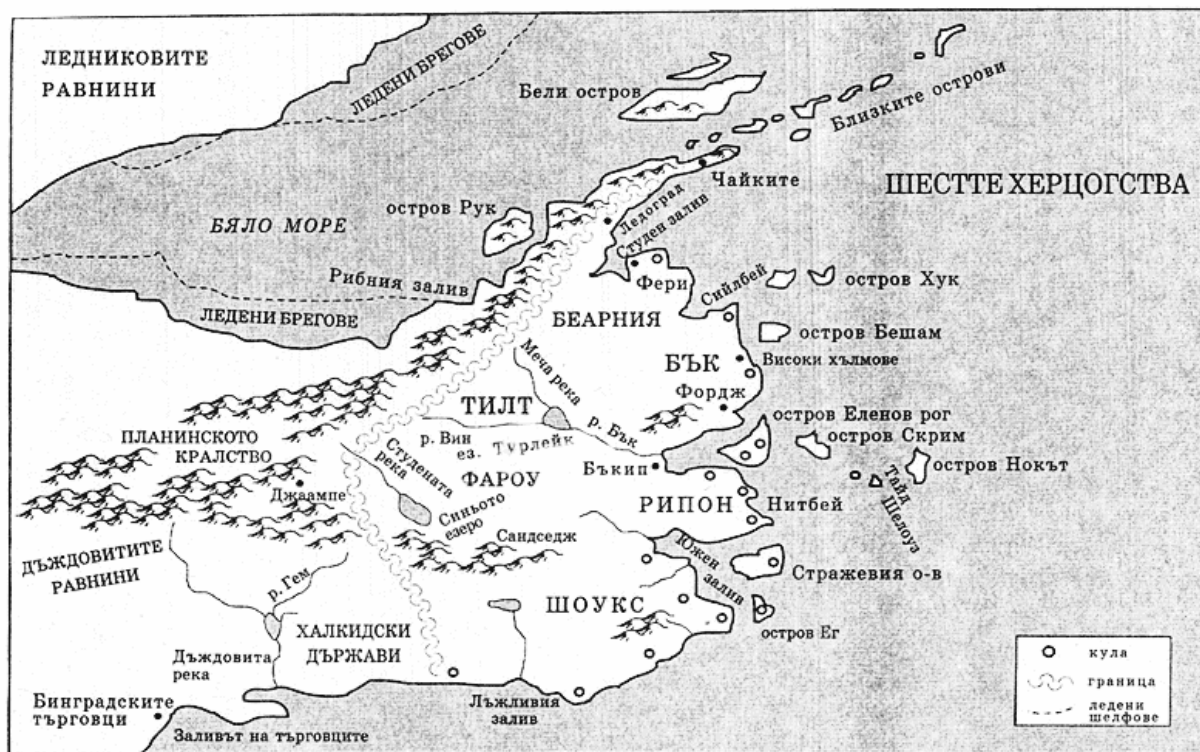 ЛЕДНИКОВИТЕ
РАВНИНИ
ЛЕДЕНИ БРЕГОВЕ
Бели остров
Близките острови
Чайките
ШЕСТТЕ ХЕРЦОГСТВА
остров Рук
БЯЛО МОРЕ
Ледоград
Студен залив
Рибния залив
ЛЕДЕНИ БРЕГОВЕ
Фери
Сийлбей
остров Хук
БЕАРНИЯ
остров Бешам
Високи хълмове
БЪК
Меча река
Фордж
ТИЛТ
остров Еленов рог
р. Бък
остров Скрим
р. Вин
ез. Турлейк
ПЛАНИНСКОТО
КРАЛСТВО
Студената
река
ФАРОУ
Бъкип
остров Нокът
Джаампе
РИПОН
Нитбей
Тайд
Шелоуз
Синьото
езеро
Сандседж
ДЪЖДОВИТИТЕ
РАВНИНИ
Южен
залив
Стражевия о-в
р. Гем
ШОУКС
остров Ег
ХАЛКИДСКИ
ДЪРЖАВИ
Дъждовита
река
Бинградските
търговци
Лъжливия
залив
Заливът на търговците
кула
граница
ледени
шелфове